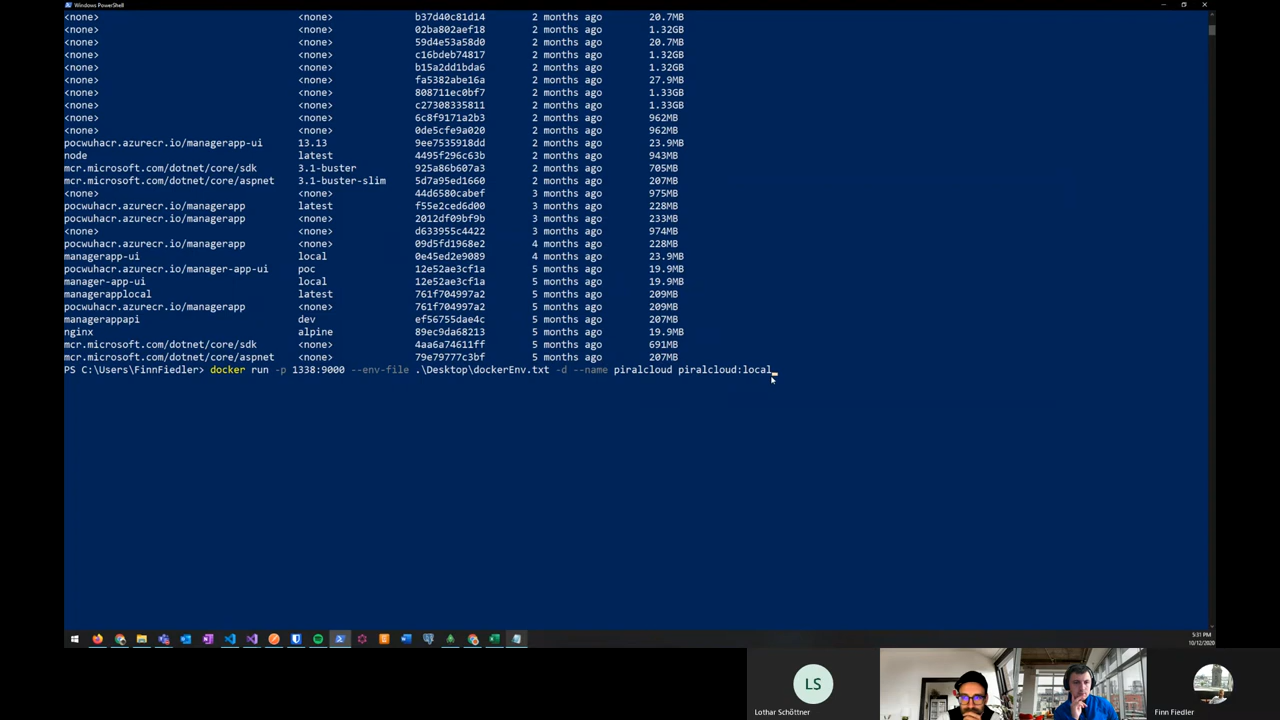 Windows PowerShell
<none> <none> b37d40c81d14 2 months ago 20.7MB
<none> <none> 02ba802aef18 2 months ago 1.32GB
<none> <none> 59d4e53a58d0 2 months ago 20.7MB
<none> <none> c16bdeb74817 2 months ago 1.32GB
<none> <none> b15a2dd1bda6 2 months ago 1.32GB
<none> <none> fa5382abe16a 2 months ago 27.9MB
<none> <none> 808711ec0bf7 2 months ago 1.33GB
<none> <none> c27308335811 2 months ago 1.33GB
<none> <none> 6c8f9171a2b3 2 months ago 962MB
<none> <none> 0de5cfe9a020 2 months ago 962MB
pocwuhacr.azurecr.io/managerapp-ui 13.13 9ee7535918dd 2 months ago 23.9MB
node latest 4495f296c63b 2 months ago 943MB
mcr.microsoft.com/dotnet/core/sdk 3.1-buster 925a86b607a3 2 months ago 705MB
mcr.microsoft.com/dotnet/core/aspnet 3.1-buster-slim 5d7a95ed1660 2 months ago 207MB
<none> <none> 44d6580cabef 3 months ago 975MB
pocwuhacr.azurecr.io/managerapp latest f55e2ced6d00 3 months ago 228MB
pocwuhacr.azurecr.io/managerapp <none> 2012df09bf9b 3 months ago 233MB
<none> <none> d633955c4422 3 months ago 974MB
pocwuhacr.azurecr.io/managerapp <none> 09d5fd1968e2 4 months ago 228MB
managerapp-ui local 0e45ed2e9089 4 months ago 23.9MB
pocwuhacr.azurecr.io/manager-app-ui poc 12e52ae3cf1a 5 months ago 19.9MB
manager-app-ui local 12e52ae3cf1a 5 months ago 19.9MB
managerapplocal latest 761f704997a2 5 months ago 209MB
pocwuhacr.azurecr.io/managerapp <none> 761f704997a2 5 months ago 209MB
managerappapi dev ef56755dae4c 5 months ago 207MB
nginx alpine 89ec9da68213 5 months ago 19.9MB
mcr.microsoft.com/dotnet/core/sdk <none> 4aa6a74611ff 5 months ago 691MB
mcr.microsoft.com/dotnet/core/aspnet <none> 79e79777c3bf 5 months ago 207MB
PS C:\Users\FinnFiedler> docker run -p 1338:9000 --env-file .\Desktop\dockerEnv.txt -d --name piralcloud piralcloud:local
5:31 PM
10/12/2020
LS
Lothar Schöttner
Finn Fiedler